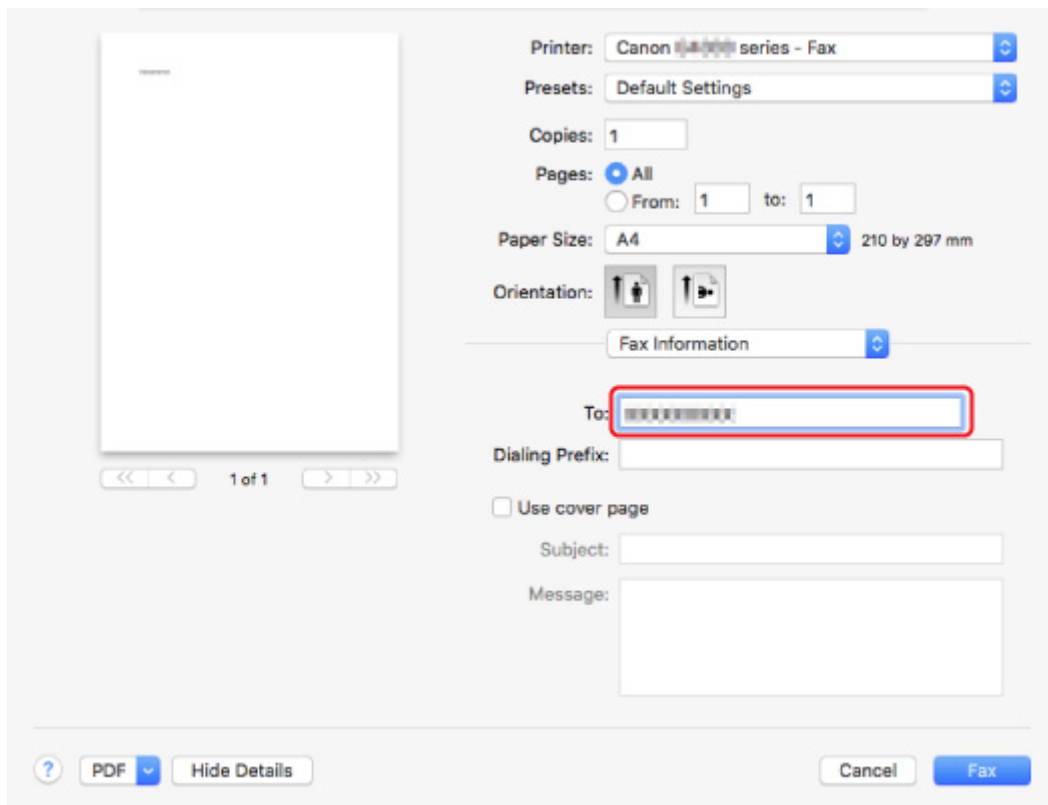 Printer: Canon series - Fax
Presets: Default Settings
Copies: 1
Pages: All
From: 1 to: 1
Paper Size: A4 210 by 297 mm
Orientation:
Fax Information
To:
Dialing Prefix:
1 of 1
Use cover page
Subject:
Message:
? PDF Hide Details Cancel Fax